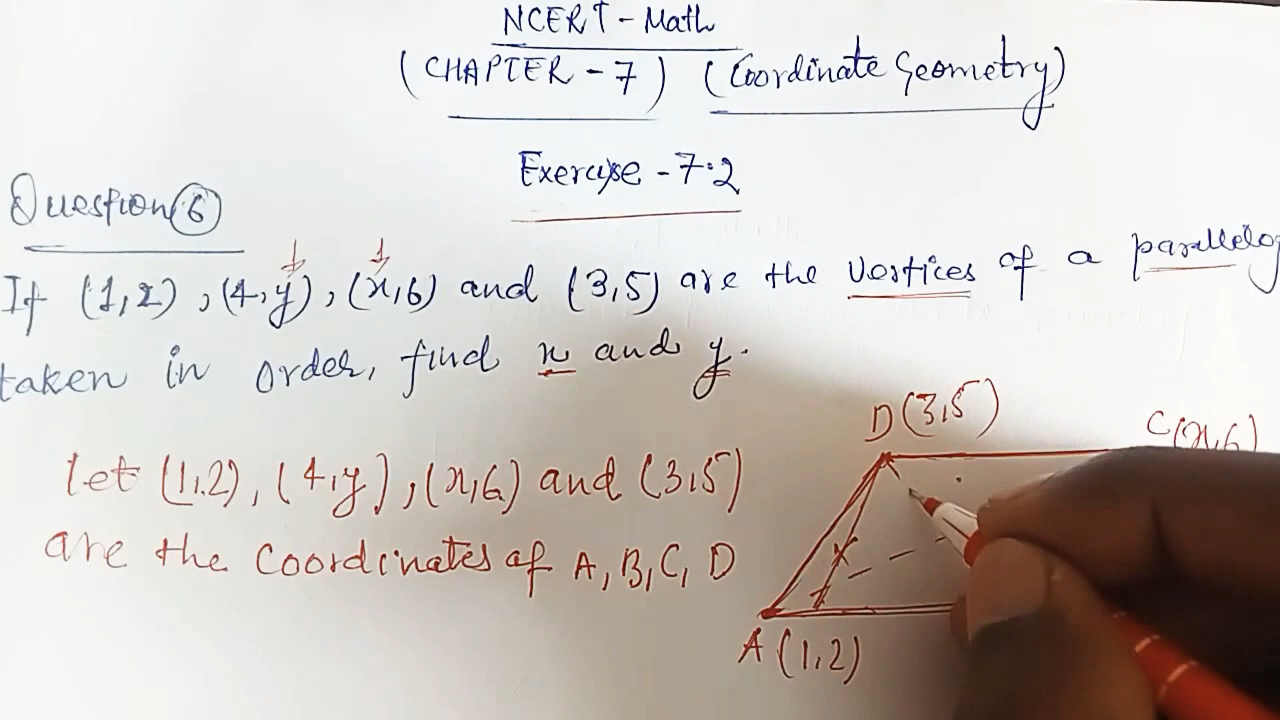 NCERT - Math
(CHAPTER - 7) (Coordinate Geometry)
Exercise - 7.2
Question 6
If (1,2), (4,y), (x,6) and (3,5) are the vertices of a parallelog
taken in order, find x and y.
let (1,2), (4,y), (x,6) and (3,5)
are the coordinates of A, B, C, D
D(3,5)
C(x,6)
A(1,2)